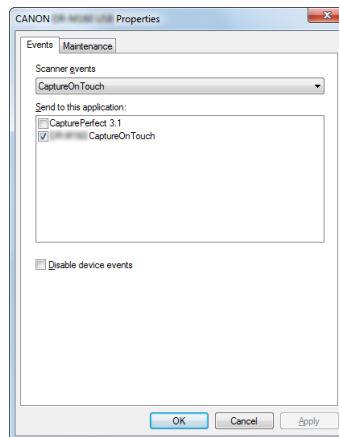 CANON Properties
Events Maintenance
Scanner events
CaptureOnTouch
Send to this application:
CapturePerfect 3.1
CaptureOnTouch
Disable device events
OK Cancel Apply